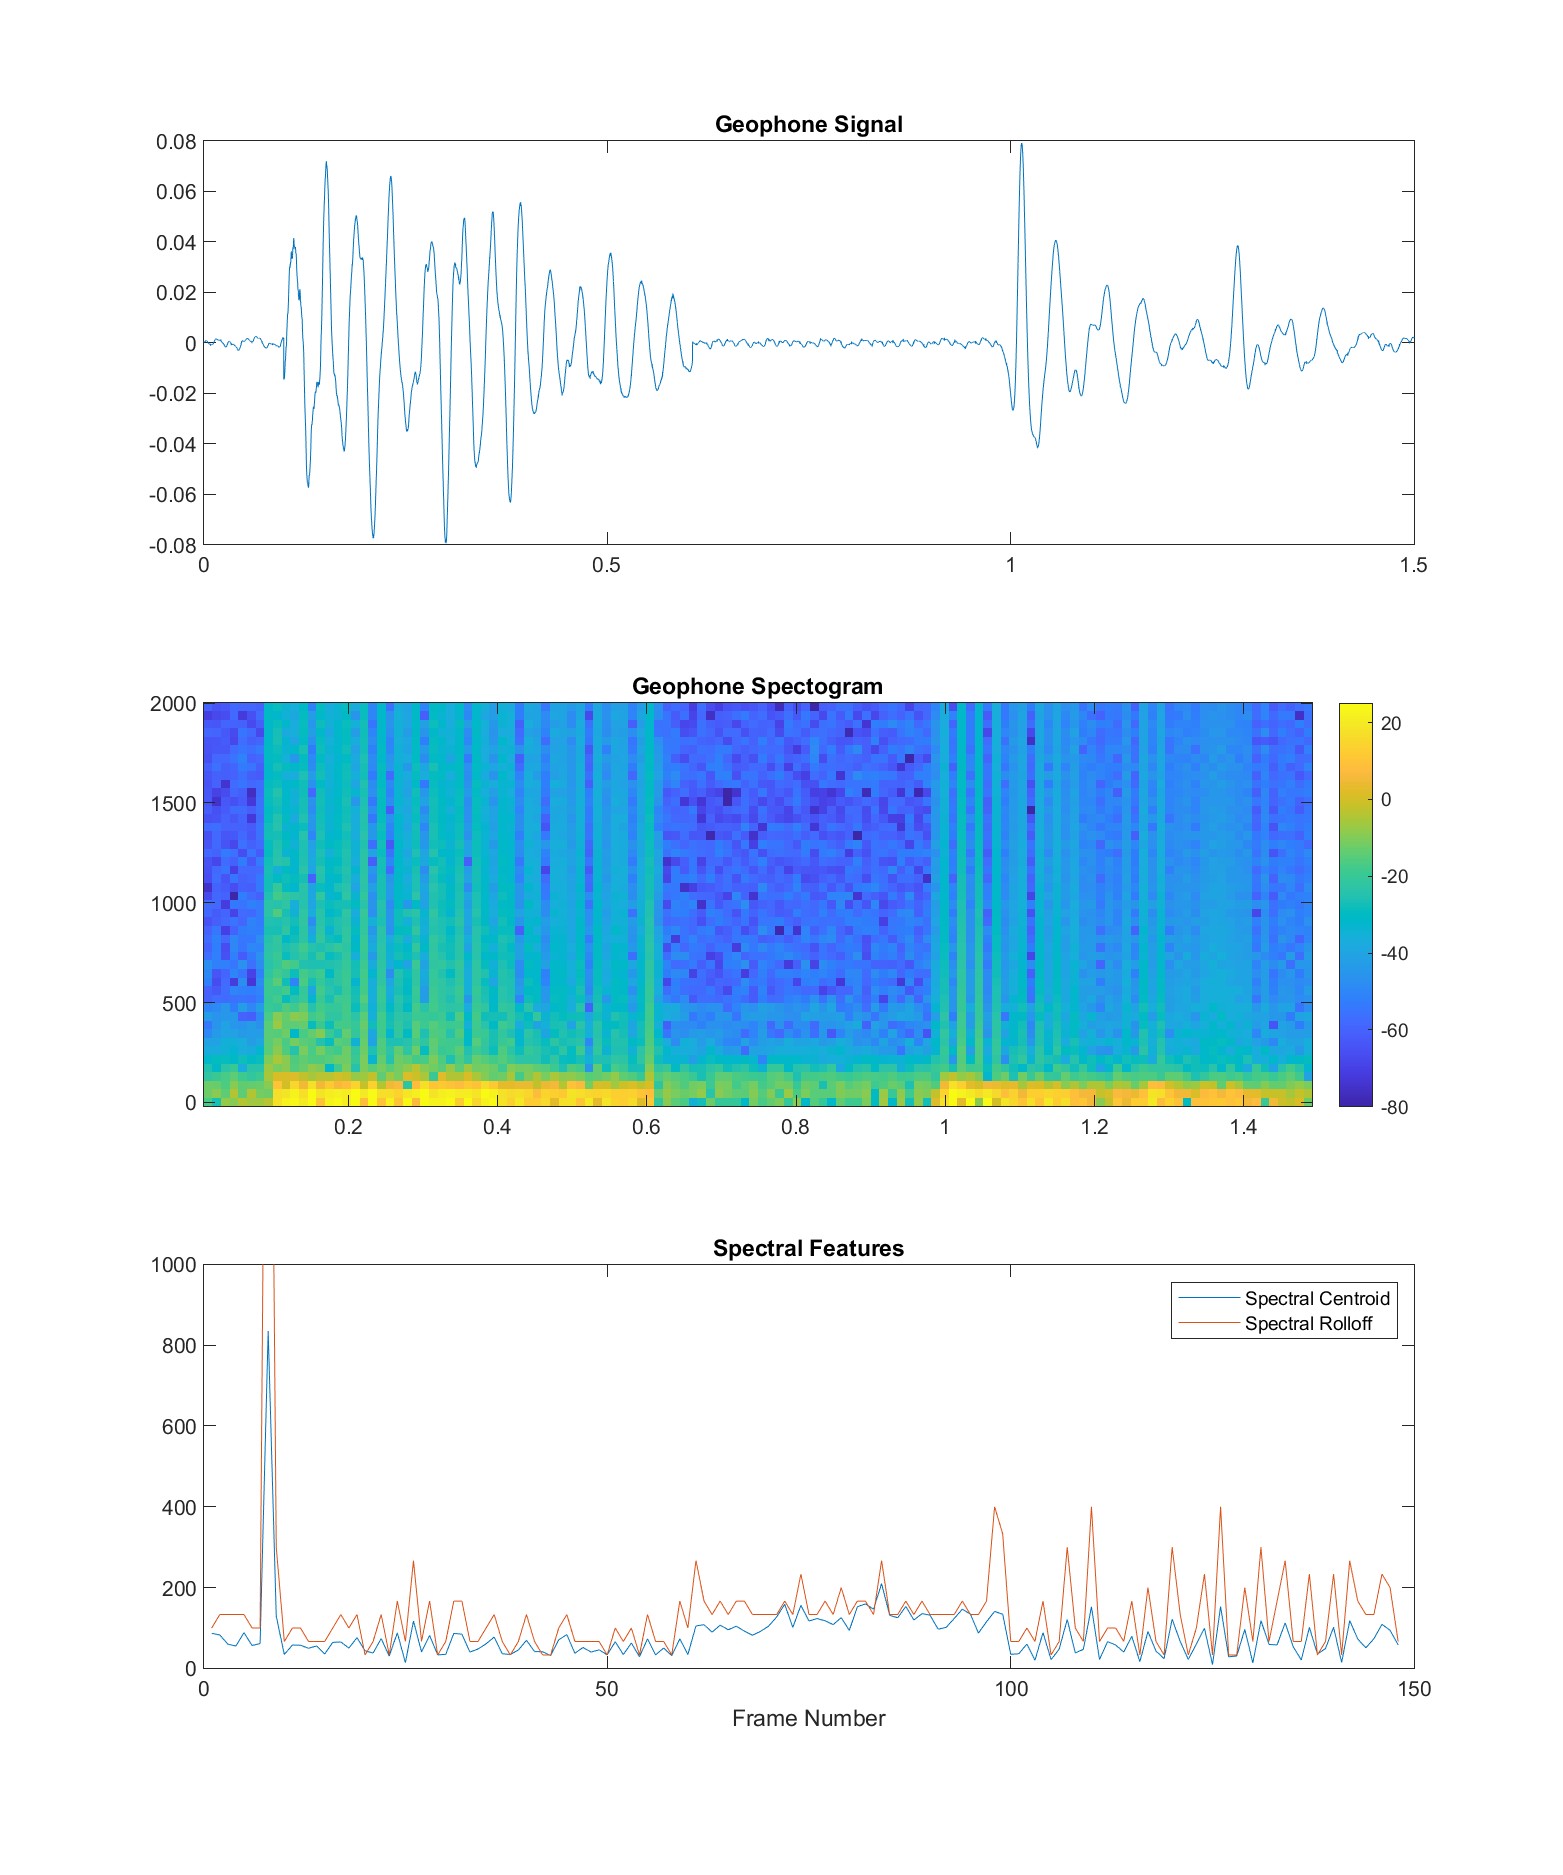 Geophone Signal
0.08
0.06
0.04
0.02
0
-0.02
-0.04
-0.06
-0.08
0 0.5 1 1.5
Geophone Spectogram
2000
1500
1000
500
0
0.2 0.4 0.6 0.8 1 1.2 1.4
20
0
-20
-40
-60
-80
Spectral Features
1000
800
600
400
200
0
Spectral Centroid
Spectral Rolloff
0 50 100 150
Frame Number